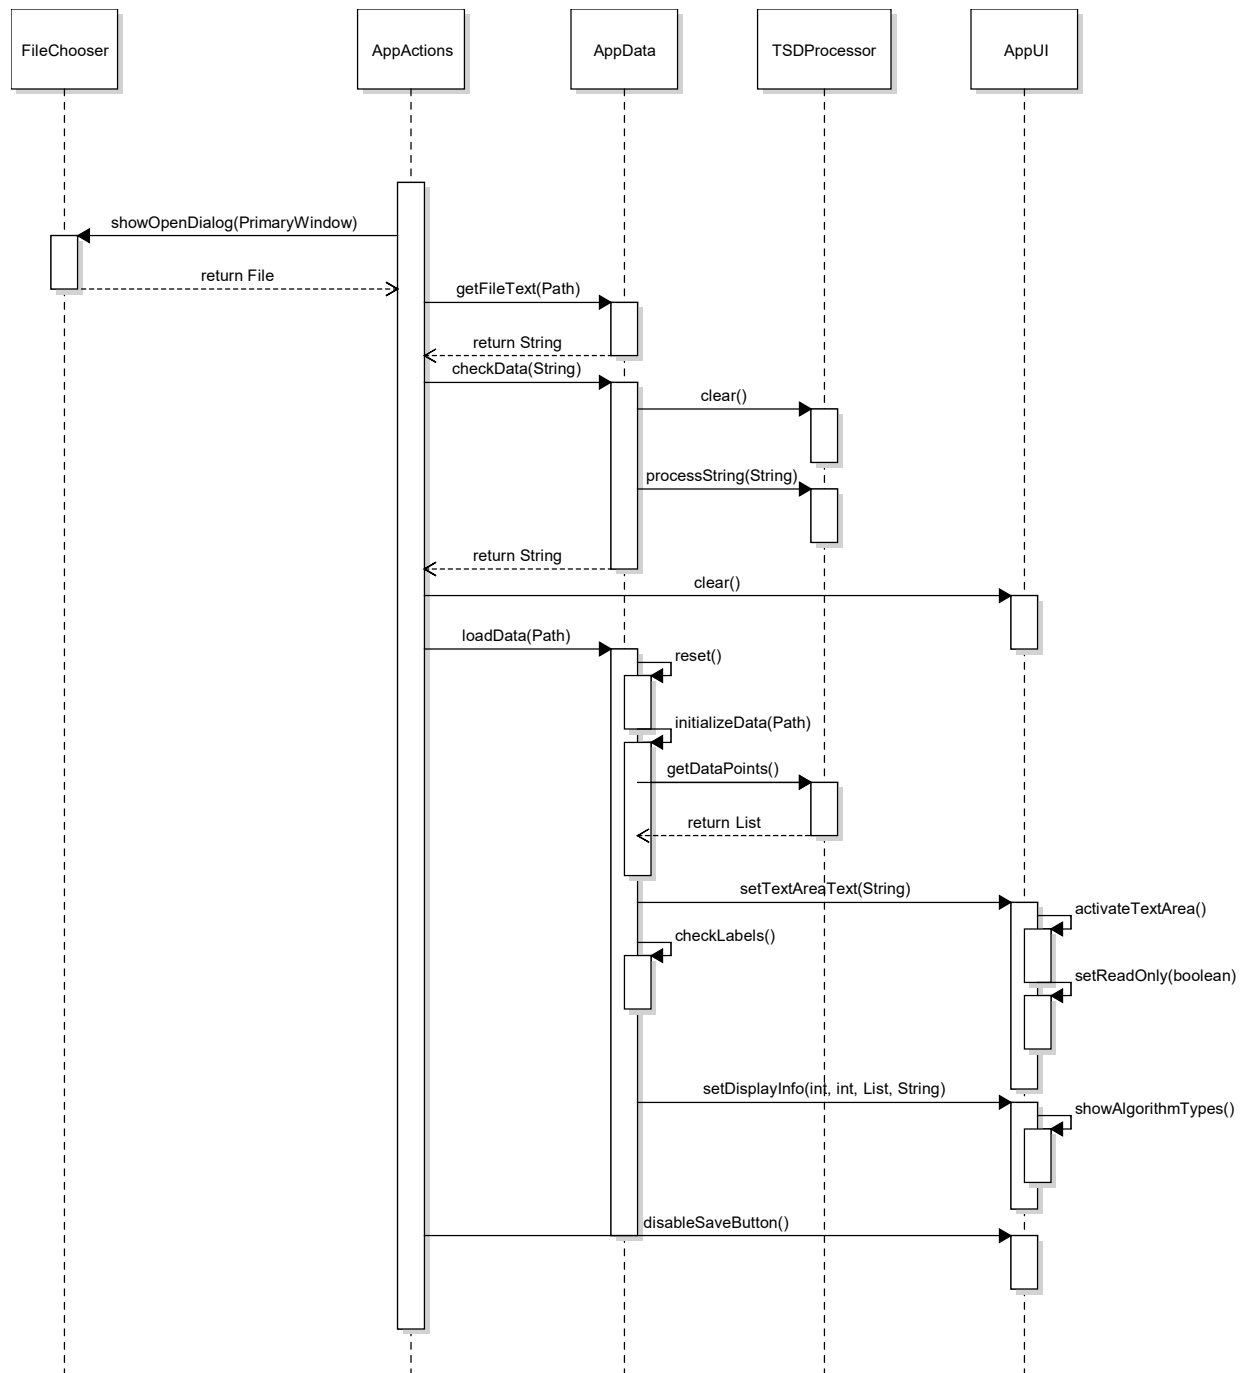 FileChooser
AppActions
AppData
TSDProcessor
AppUI
showOpenDialog(PrimaryWindow)
return File
getFileText(Path)
return String
checkData(String)
clear()
processString(String)
return String
clear()
loadData(Path)
reset()
initializeData(Path)
getDataPoints()
return List
setTextAreaText(String)
activateTextArea()
checkLabels()
setReadOnly(boolean)
setDisplayInfo(int, int, List, String)
showAlgorithmTypes()
disableSaveButton()